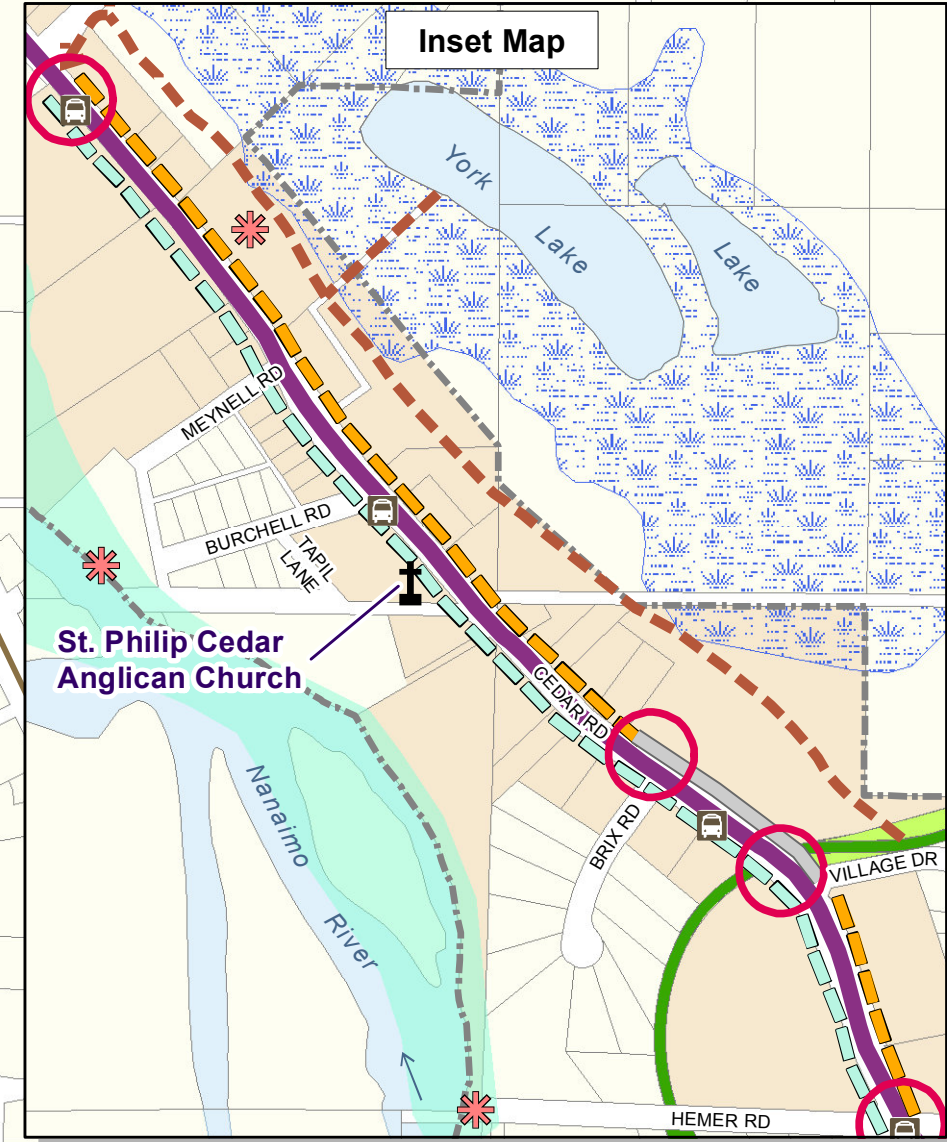 Inset Map
York
Lake
Lake
MEYNELL RD
BURCHELL RD
TAPIL
LANE
St. Philip Cedar
Anglican Church
CEDAR RD
Nanaimo
River
BRIX RD
VILLAGE DR
HEMER RD